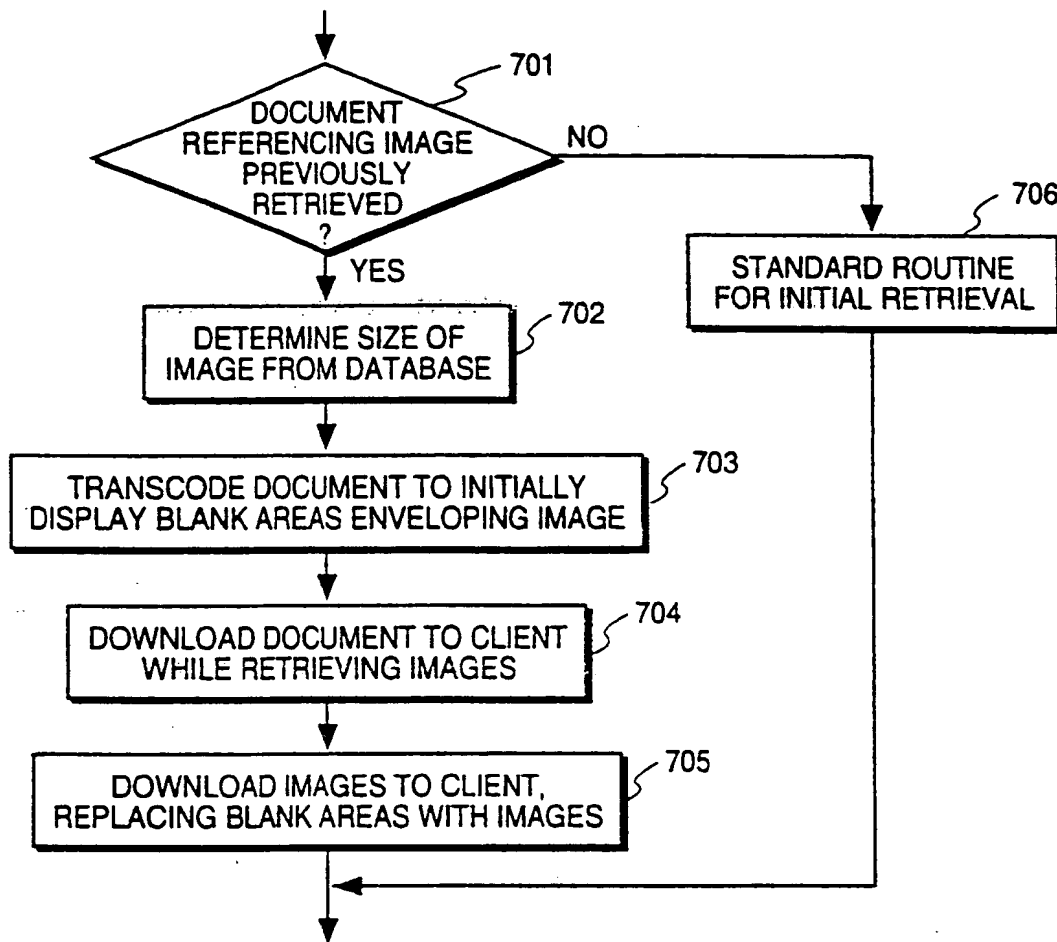 701
DOCUMENT
REFERENCING IMAGE
PREVIOUSLY
RETRIEVED
?
NO
YES
706
STANDARD ROUTINE
FOR INITIAL RETRIEVAL
702
DETERMINE SIZE OF
IMAGE FROM DATABASE
703
TRANSCODE DOCUMENT TO INITIALLY
DISPLAY BLANK AREAS ENVELOPING IMAGE
704
DOWNLOAD DOCUMENT TO CLIENT
WHILE RETRIEVING IMAGES
705
DOWNLOAD IMAGES TO CLIENT,
REPLACING BLANK AREAS WITH IMAGES